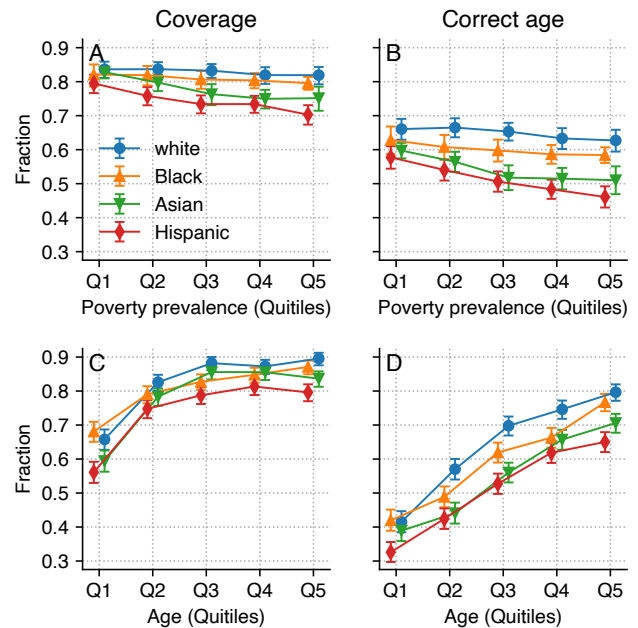 Coverage
Correct age
A
B
0.9
0.8
0.7
0.6
0.5
0.4
0.3
Fraction
white
Black
Asian
Hispanic
Q1 Q2 Q3 Q4 Q5
Q1 Q2 Q3 Q4 Q5
Poverty prevalence (Quitiles)
Poverty prevalence (Quitiles)
C
D
0.9
0.8
0.7
0.6
0.5
0.4
0.3
Fraction
Q1 Q2 Q3 Q4 Q5
Q1 Q2 Q3 Q4 Q5
Age (Quitiles)
Age (Quitiles)